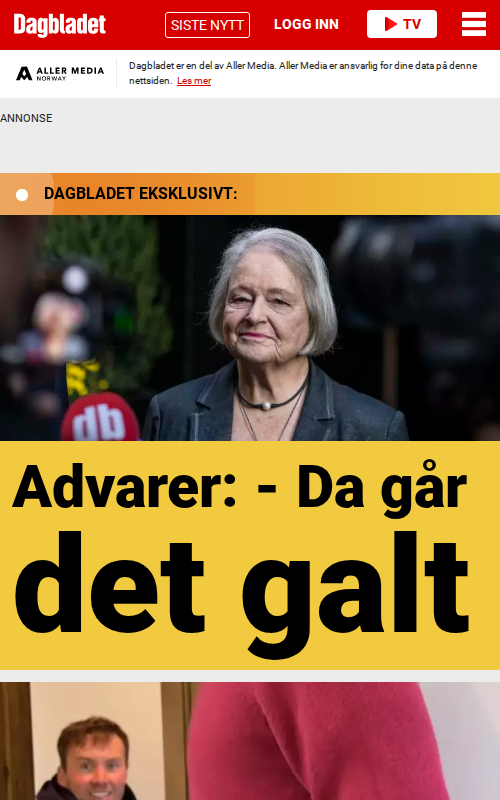 Dagbladet
SISTE NYTT
LOGG INN
TV
ALLER MEDIA
NORWAY
Dagbladet er en del av Aller Media. Aller Media er ansvarlig for dine data på denne
nettsiden. Les mer
ANNONSE
DAGBLADET EKSKLUSIVT:
db
Advarer: - Da går
det galt